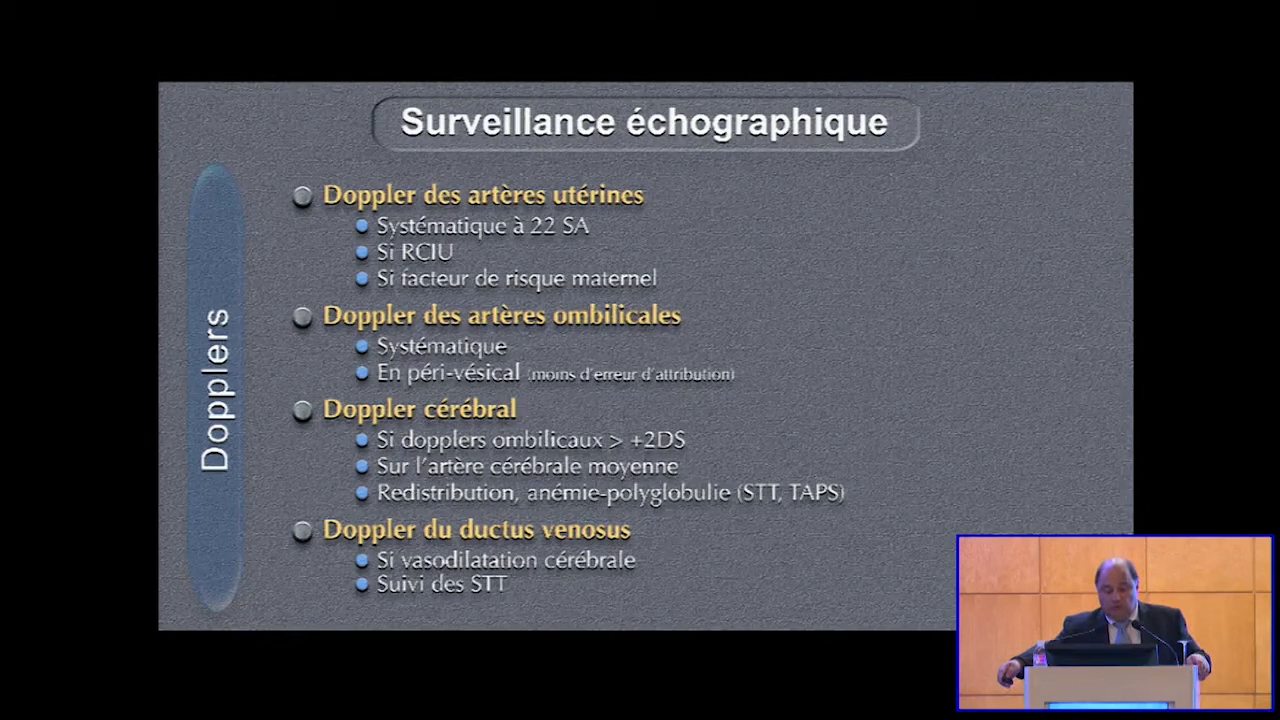 Surveillance échographique
Dopplers
Doppler des artères utérines
Systématique à 22 SA
Si RCIU
Si facteur de risque maternel
Doppler des artères ombilicales
Systématique
En péri-vésical (moins d'erreur d'attribution)
Doppler cérébral
Si dopplers ombilicaux > +2DS
Sur l'artère cérébrale moyenne
Redistribution, anémie-polyglobulie (STT, TAPS)
Doppler du ductus venosus
Si vasodilatation cérébrale
Suivi des STT